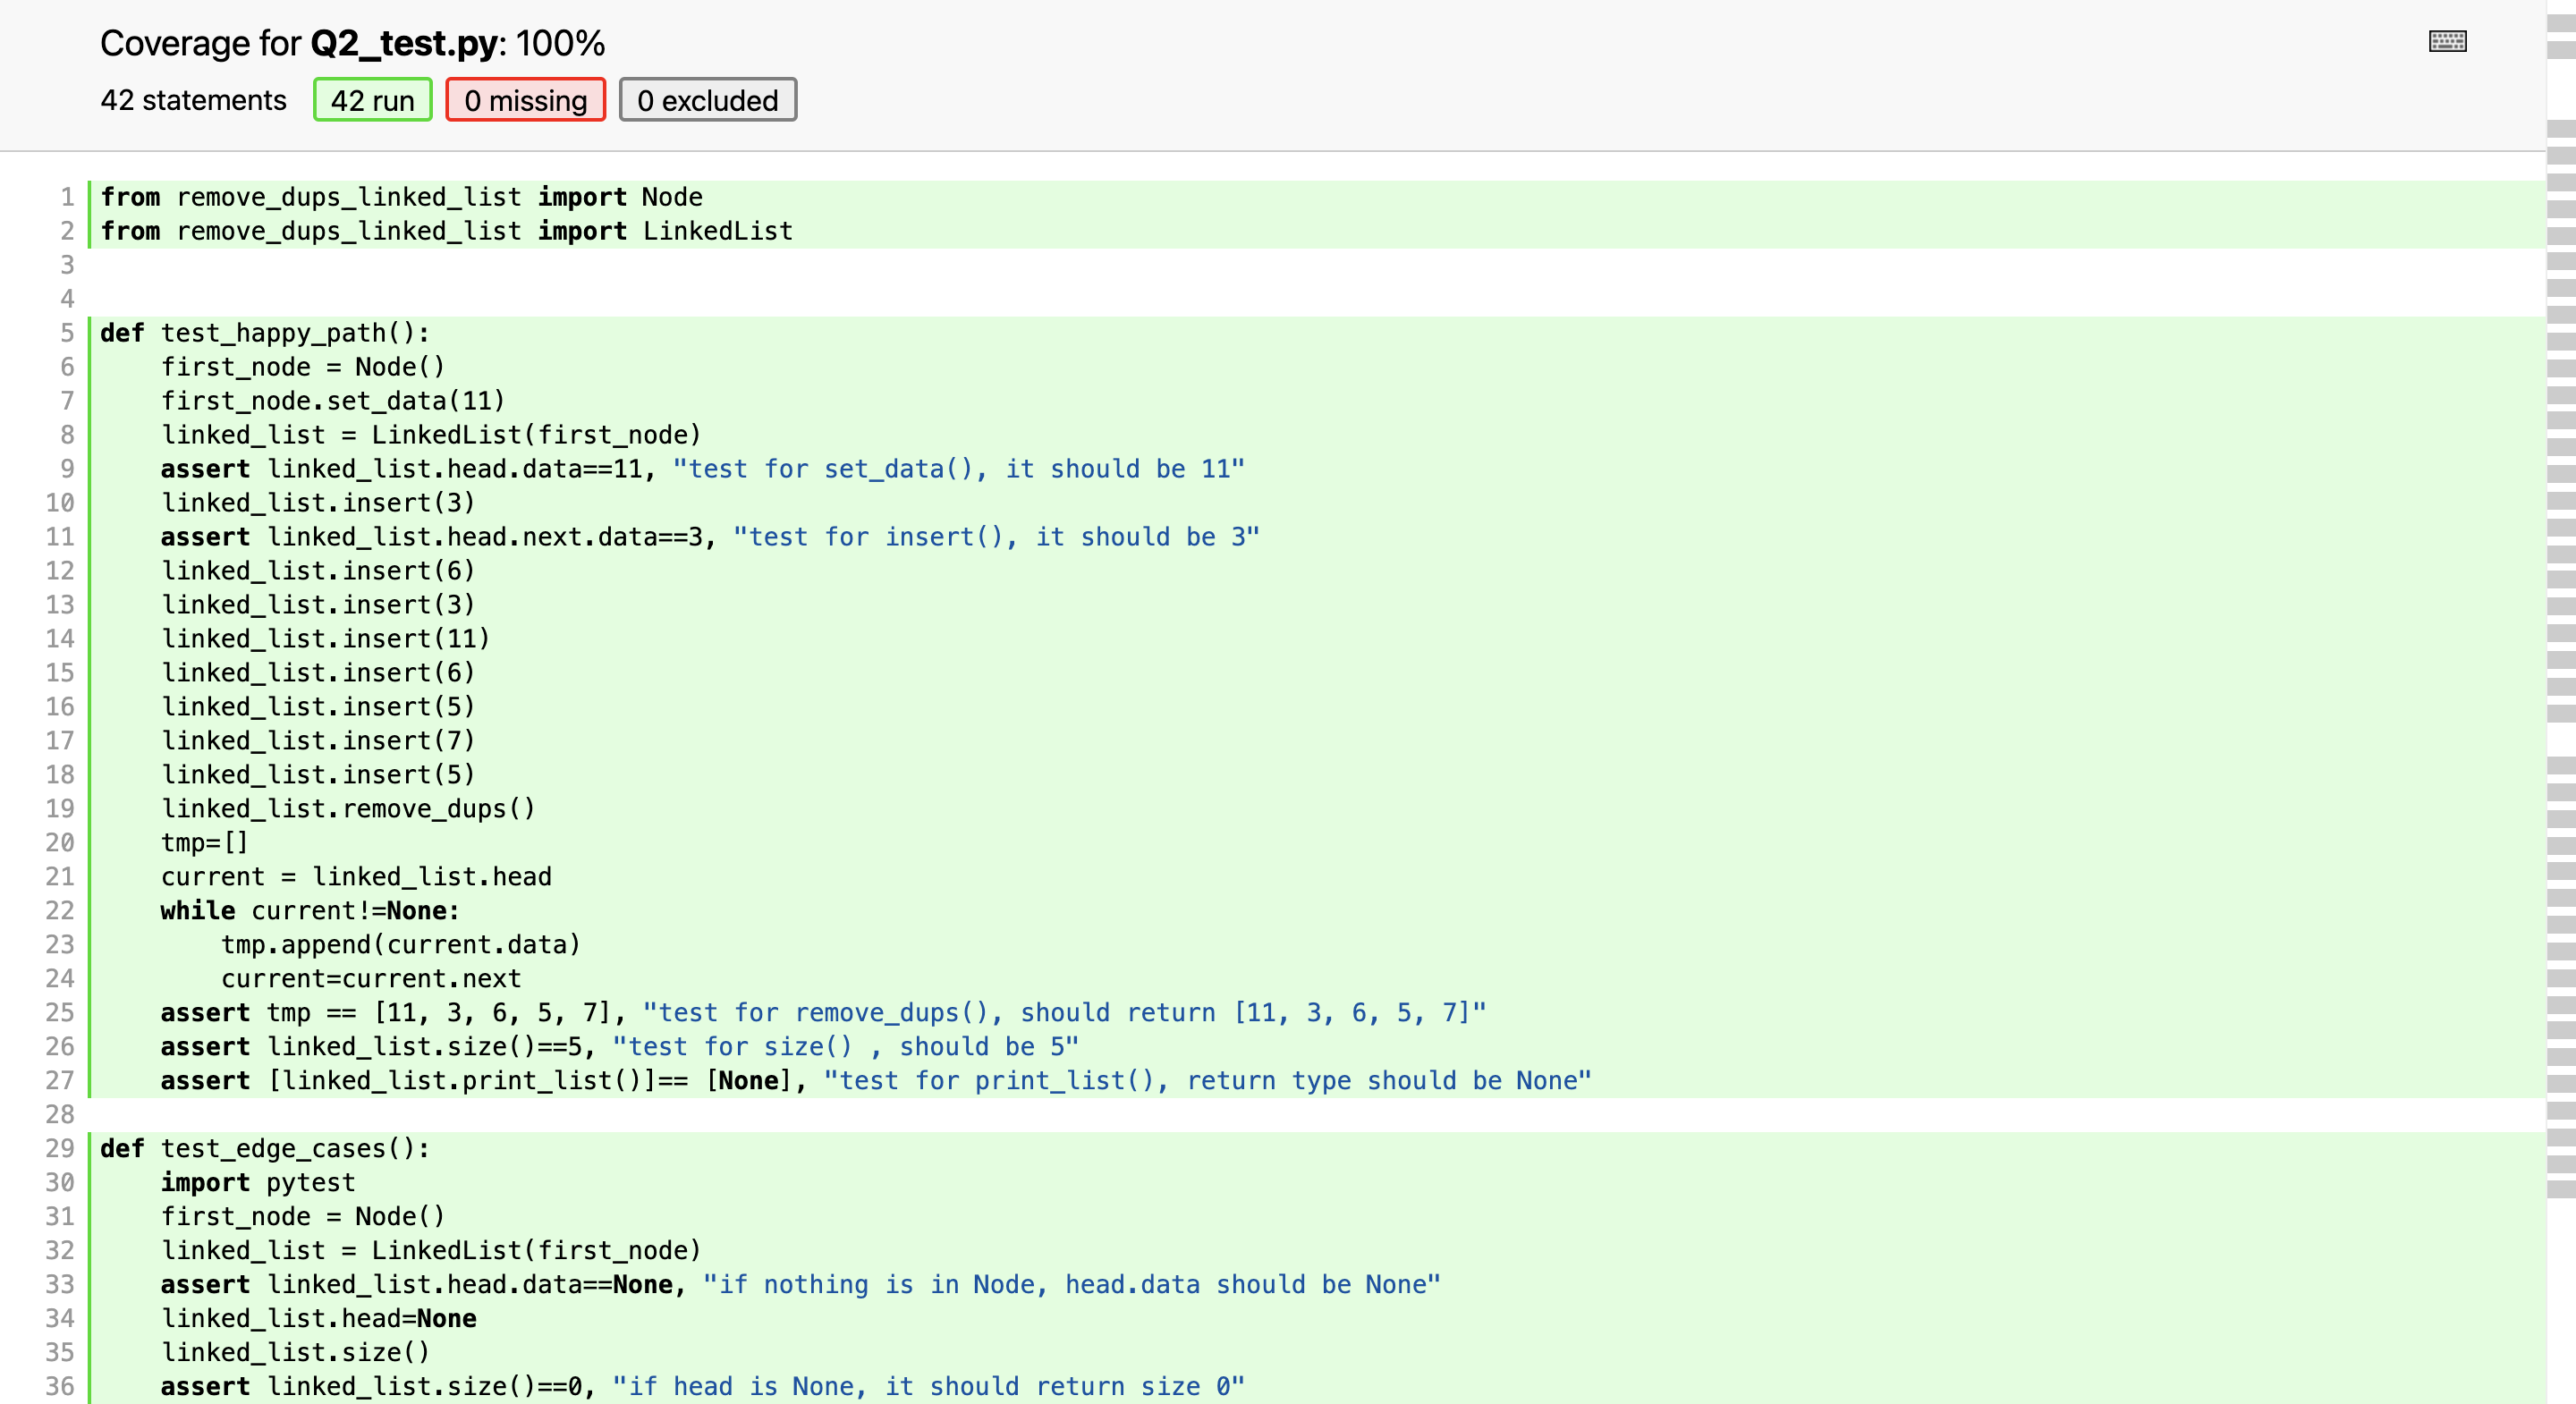 Coverage for Q2_test.py: 100%
42 statements 42 run 0 missing 0 excluded
1 from remove_dups_linked_list import Node
2 from remove_dups_linked_list import LinkedList
3
4
5 def test_happy_path():
6     first_node = Node()
7     first_node.set_data(11)
8     linked_list = LinkedList(first_node)
9     assert linked_list.head.data==11, "test for set_data(), it should be 11"
10     linked_list.insert(3)
11     assert linked_list.head.next.data==3, "test for insert(), it should be 3"
12     linked_list.insert(6)
13     linked_list.insert(3)
14     linked_list.insert(11)
15     linked_list.insert(6)
16     linked_list.insert(5)
17     linked_list.insert(7)
18     linked_list.insert(5)
19     linked_list.remove_dups()
20     tmp=[]
21     current = linked_list.head
22     while current!=None:
23         tmp.append(current.data)
24         current=current.next
25     assert tmp == [11, 3, 6, 5, 7], "test for remove_dups(), should return [11, 3, 6, 5, 7]"
26     assert linked_list.size()==5, "test for size() , should be 5"
27     assert [linked_list.print_list()]== [None], "test for print_list(), return type should be None"
28
29 def test_edge_cases():
30     import pytest
31     first_node = Node()
32     linked_list = LinkedList(first_node)
33     assert linked_list.head.data==None, "if nothing is in Node, head.data should be None"
34     linked_list.head=None
35     linked_list.size()
36     assert linked_list.size()==0, "if head is None, it should return size 0"